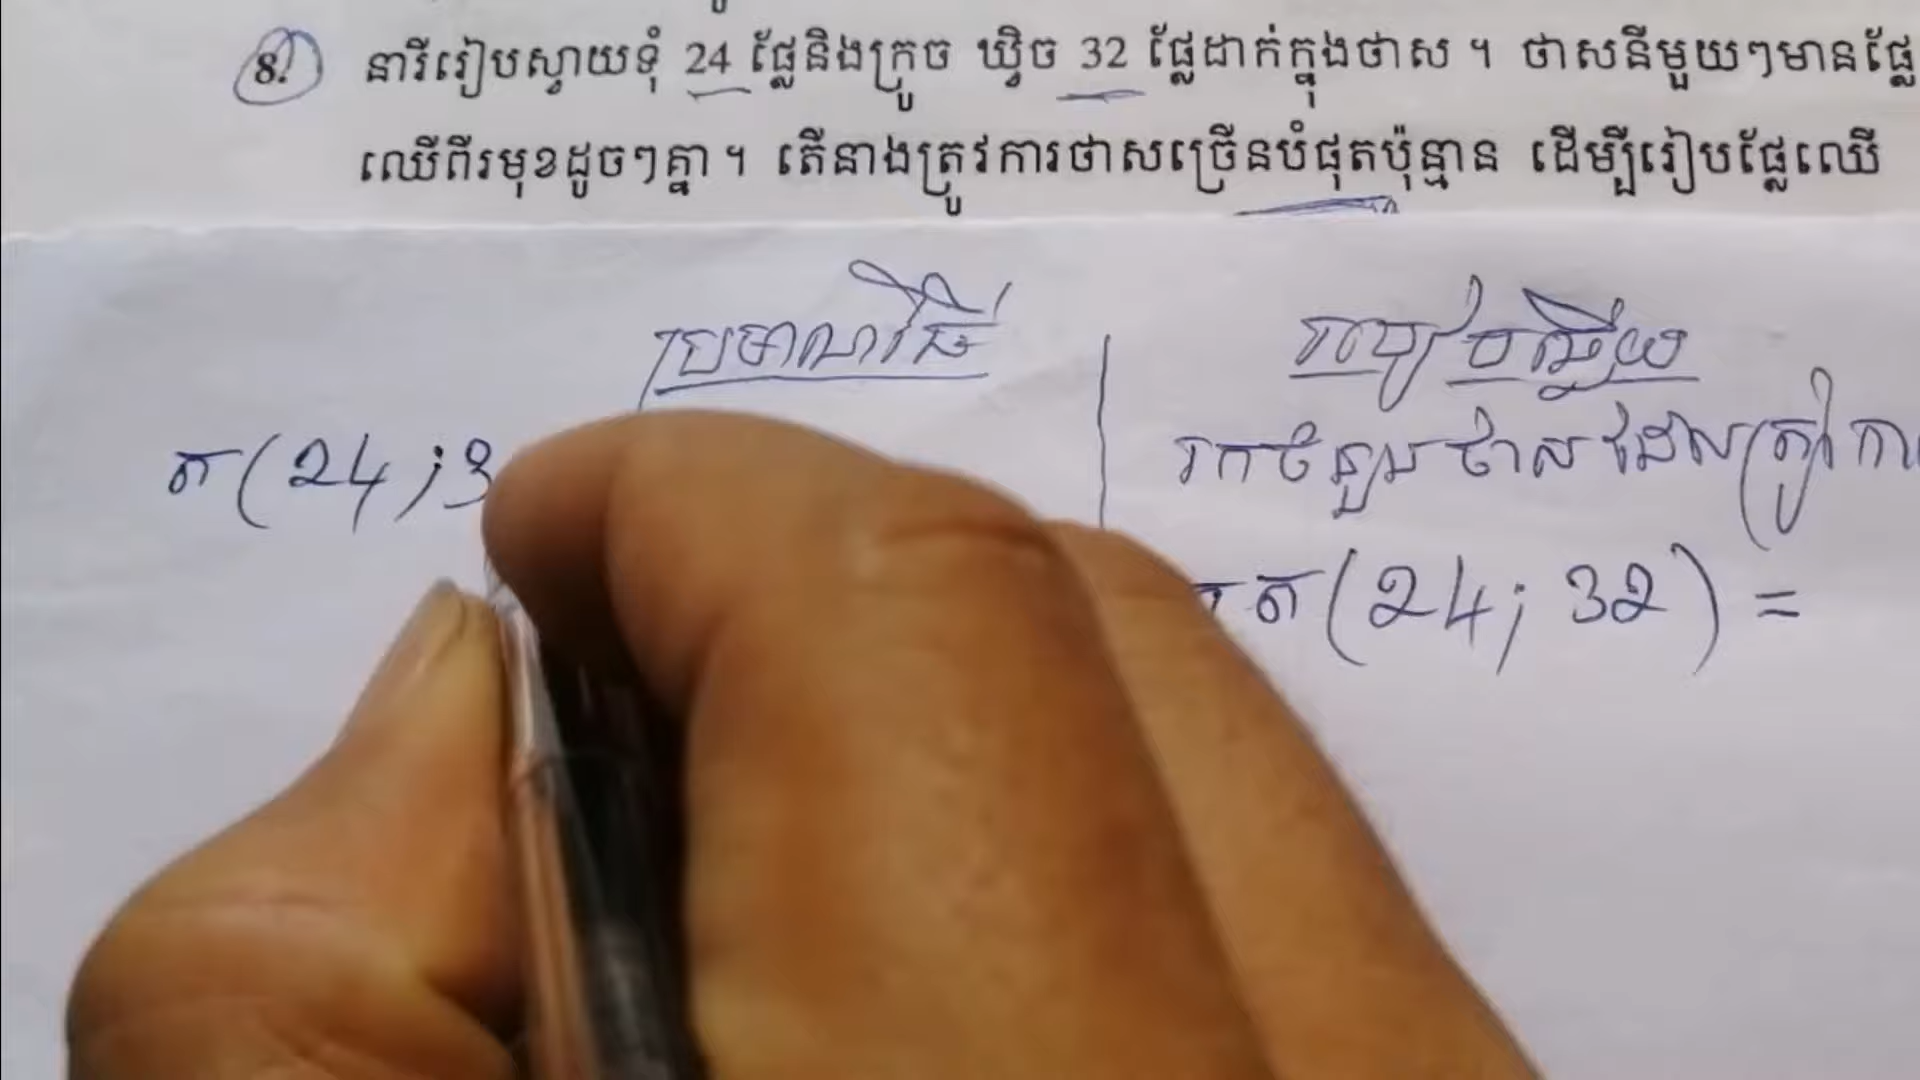 8. នារីរៀបស្វាយទុំ 24 ផ្លែនិងក្រូច ឃ្វិច 32 ផ្លែដាក់ក្នុងថាស ។ ថាសនីមួយៗមានផ្លែ
ឈើពីរមុខដូចៗគ្នា ។ តើនាងត្រូវការថាសច្រើនបំផុតប៉ុន្មាន ដើម្បីរៀបផ្លែឈើ
ប្រមាណវិធី
របៀបឆ្លើយ
រកចំនួនថាសដែលត្រូវកា
ត(24;3
តត(24; 32) =